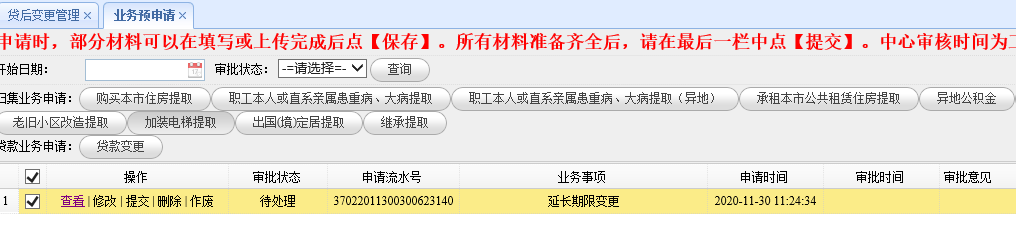 贷后变更管理 业务预申请
申请时，部分材料可以在填写或上传完成后点【保存】。所有材料准备齐全后，请在最后一栏中点【提交】。中心审核时间为
开始日期： 审批状态： -=请选择=- 查询
归集业务申请： 购买本市住房提取 职工本人或直系亲属患重病、大病提取 职工本人或直系亲属患重病、大病提取（异地） 承租本市公共租赁住房提取 异地公积金
老旧小区改造提取 加装电梯提取 出国(境)定居提取 继承提取
贷款业务申请： 贷款变更
操作 审批状态 申请流水号 业务事项 申请时间 审批时间 审批意见
1 查看 | 修改 | 提交 | 删除 | 作废 待处理 37022011300300623140 延长期限变更 2020-11-30 11:24:34